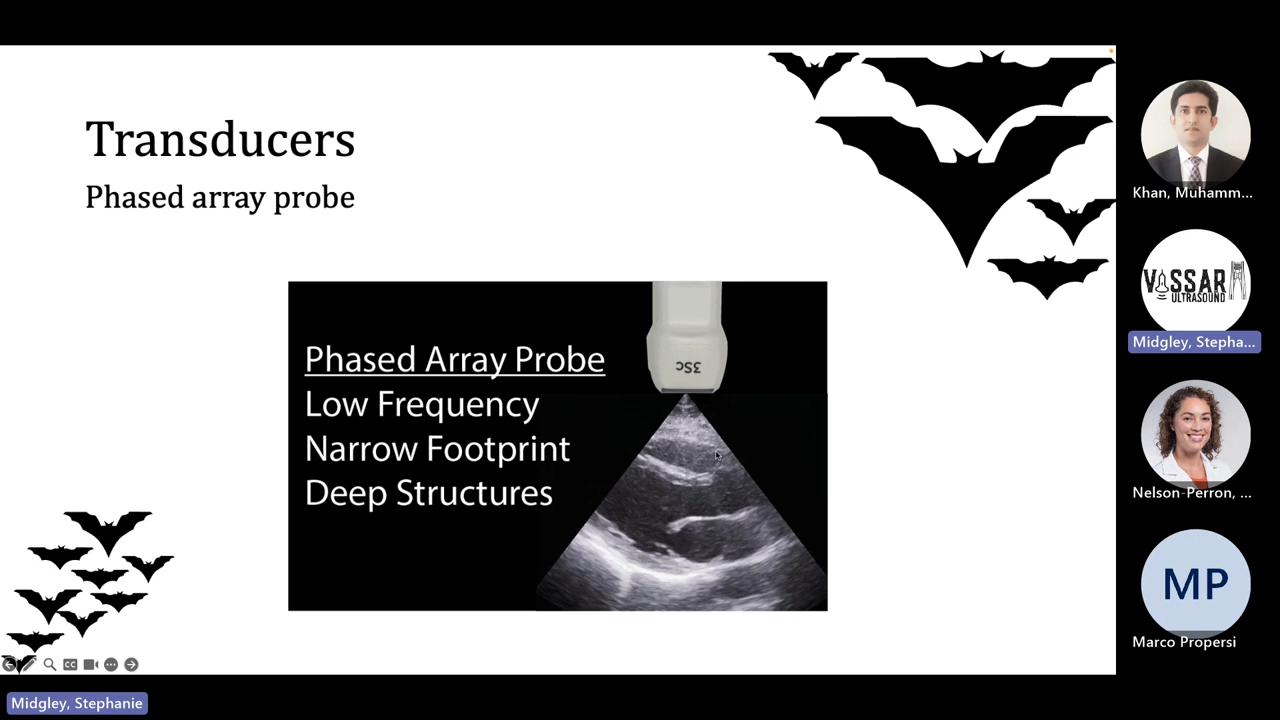 Transducers
Phased array probe
Phased Array Probe
Low Frequency
Narrow Footprint
Deep Structures
3Sc
CC
Khan, Muhamm...
VASSAR
ULTRASOUND
Midgley, Stepha...
Nelson-Perron, ...
MP
Marco Propersi
Midgley, Stephanie